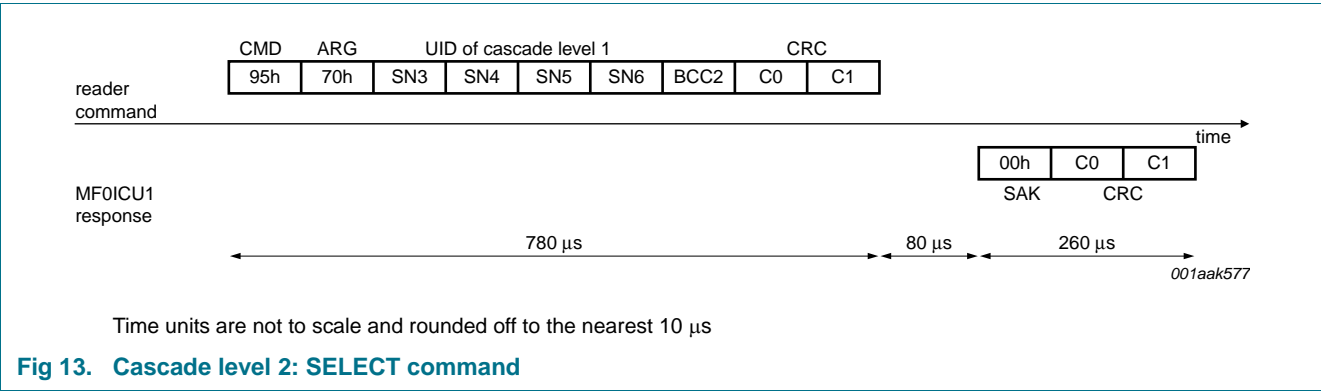 CMD ARG UID of cascade level 1 CRC
95h 70h SN3 SN4 SN5 SN6 BCC2 C0 C1
reader
command
time
00h C0 C1
MF0ICU1
response
SAK CRC
780 μs 80 μs 260 μs
001aak577
Time units are not to scale and rounded off to the nearest 10 μs
Fig 13. Cascade level 2: SELECT command